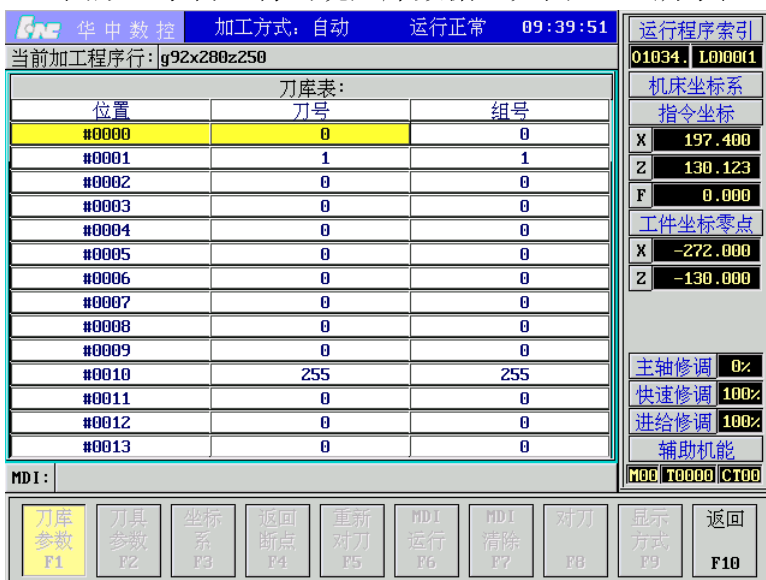 华中数控 加工方式：自动 运行正常 09:39:51
当前加工程序行：g92x280z250
刀库表：
位置 刀号 组号
#0000 0 0
#0001 1 1
#0002 0 0
#0003 0 0
#0004 0 0
#0005 0 0
#0006 0 0
#0007 0 0
#0008 0 0
#0009 0 0
#0010 255 255
#0011 0 0
#0012 0 0
#0013 0 0
MDI:
运行程序索引
O1034.
机床坐标系
指令坐标
X 197.400
Z 130.123
F 0.000
工件坐标零点
X -272.000
Z -130.000
主轴修调 0%
快速修调 100%
进给修调 100%
辅助机能
M00 T0000 CT00
刀库参数 F1
刀具参数 F2
坐标系 F3
返回断点 F4
重新对刀 F5
MDI运行 F6
MDI清除 F7
对刀 F8
显示方式 F9
返回 F10